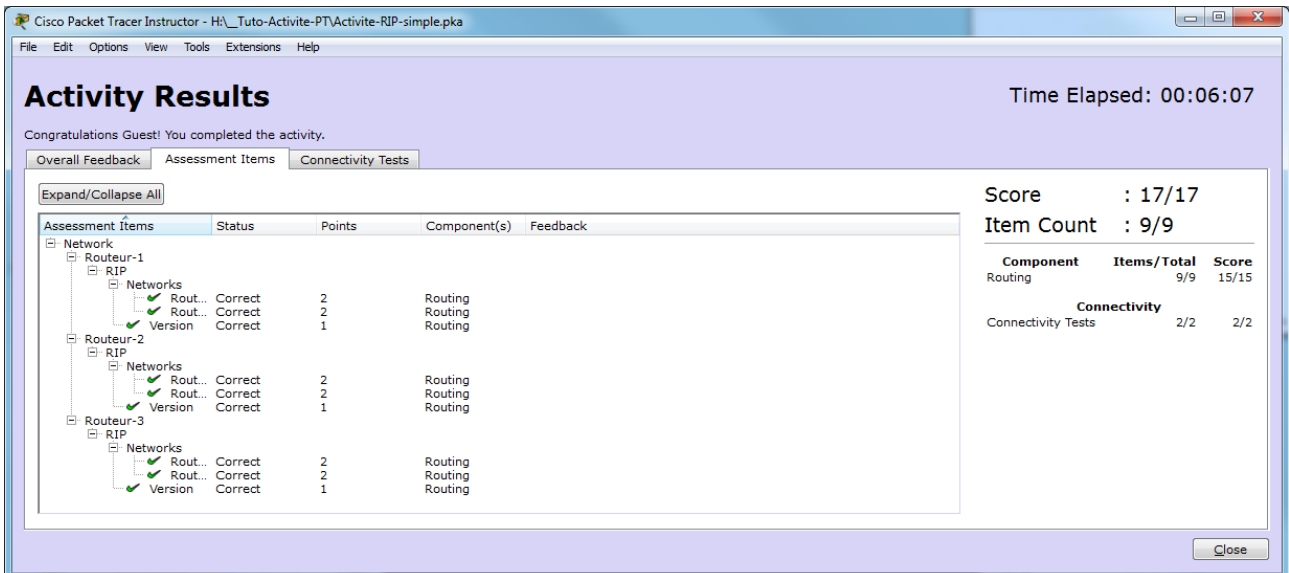 Cisco Packet Tracer Instructor - H:\_Tuto-Activite-PT\Activite-RIP-simple.pka
File Edit Options View Tools Extensions Help
Activity Results
Time Elapsed: 00:06:07
Congratulations Guest! You completed the activity.
Overall Feedback Assessment Items Connectivity Tests
Expand/Collapse All
Assessment Items Status Points Component(s) Feedback
Network
Routeur-1
RIP
Networks
Rout... Correct 2 Routing
Rout... Correct 2 Routing
Version Correct 1 Routing
Routeur-2
RIP
Networks
Rout... Correct 2 Routing
Rout... Correct 2 Routing
Version Correct 1 Routing
Routeur-3
RIP
Networks
Rout... Correct 2 Routing
Rout... Correct 2 Routing
Version Correct 1 Routing
Score : 17/17
Item Count : 9/9
Component Items/Total Score
Routing 9/9 15/15
Connectivity
Connectivity Tests 2/2 2/2
Close